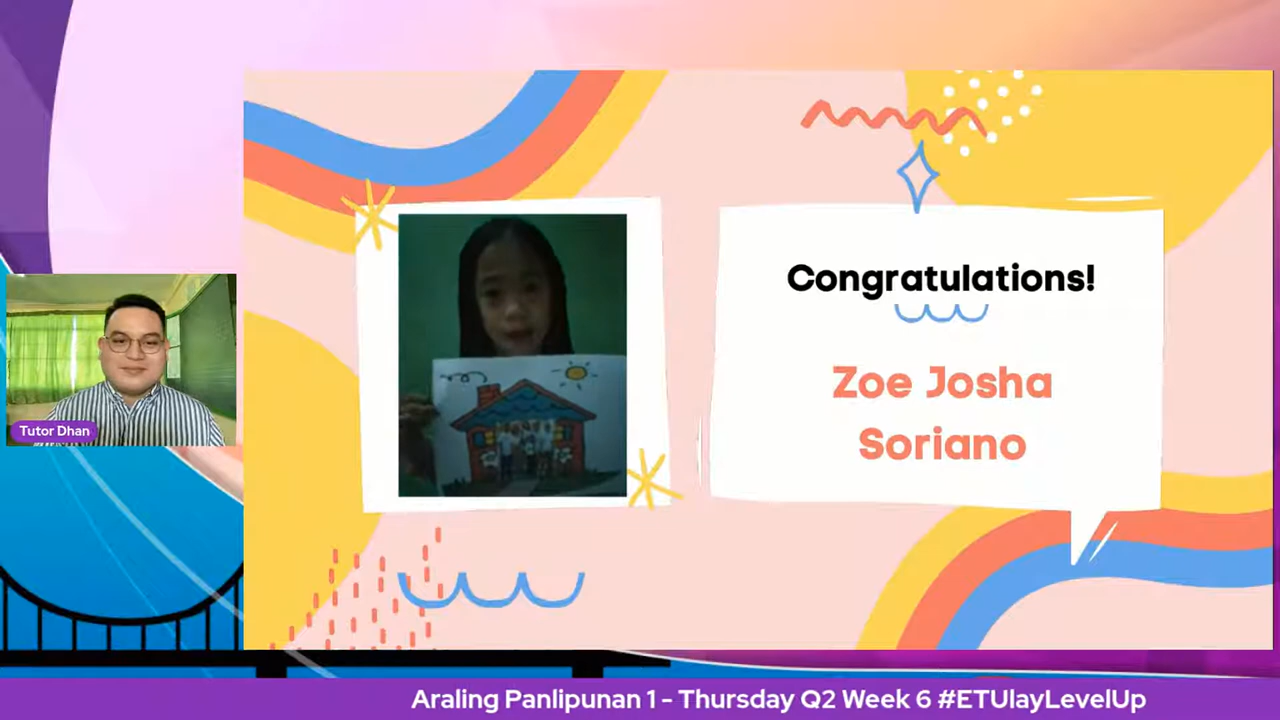 Congratulations!
Zoe Josha
Soriano
Tutor Dhan
Araling Panlipunan 1 - Thursday Q2 Week 6 #ETUlayLevelUp